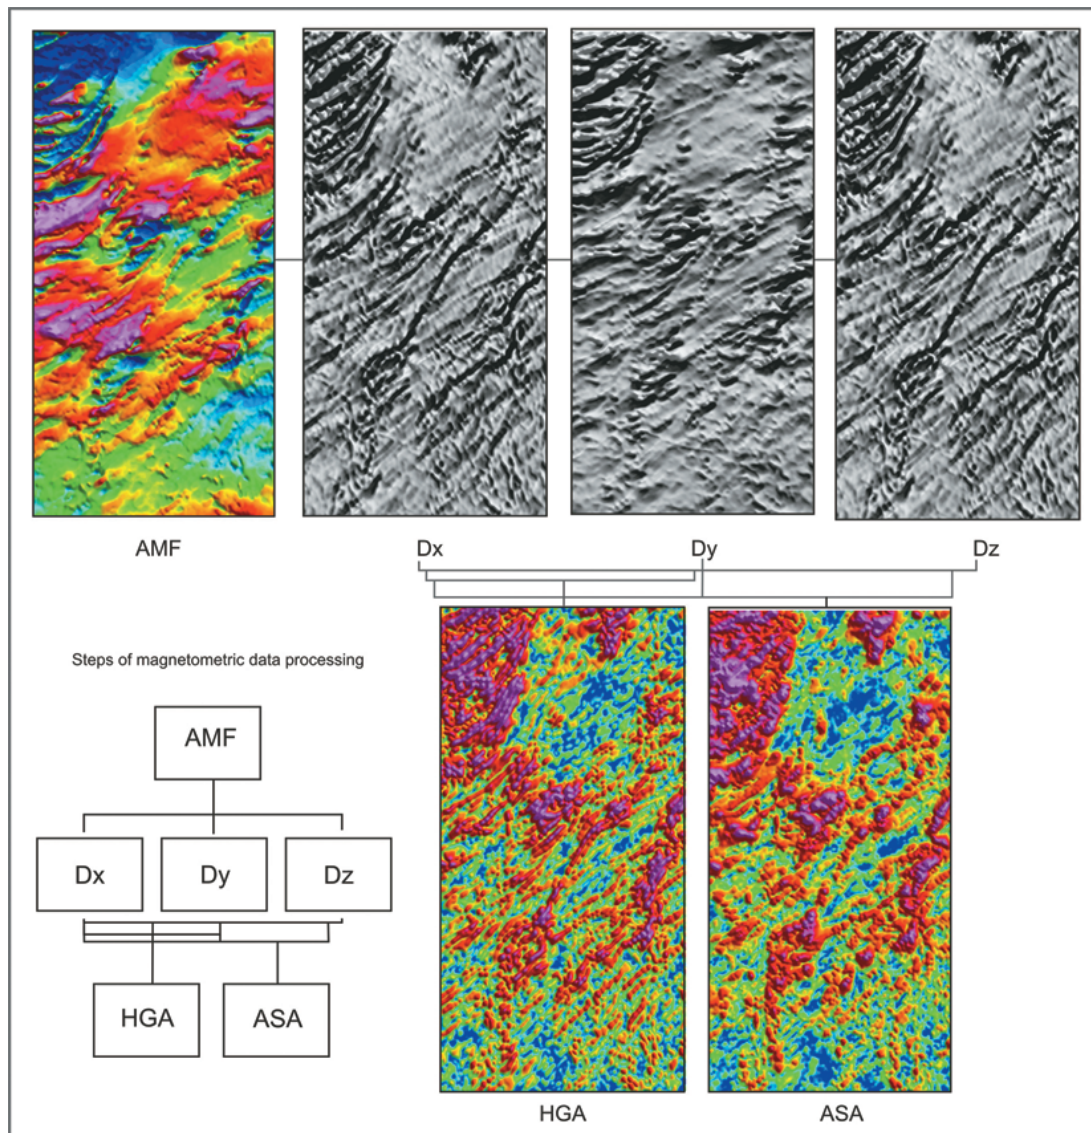 AMF
Dx
Dy
Dz
Steps of magnetometric data processing
AMF
Dx
Dy
Dz
HGA
ASA
HGA
ASA